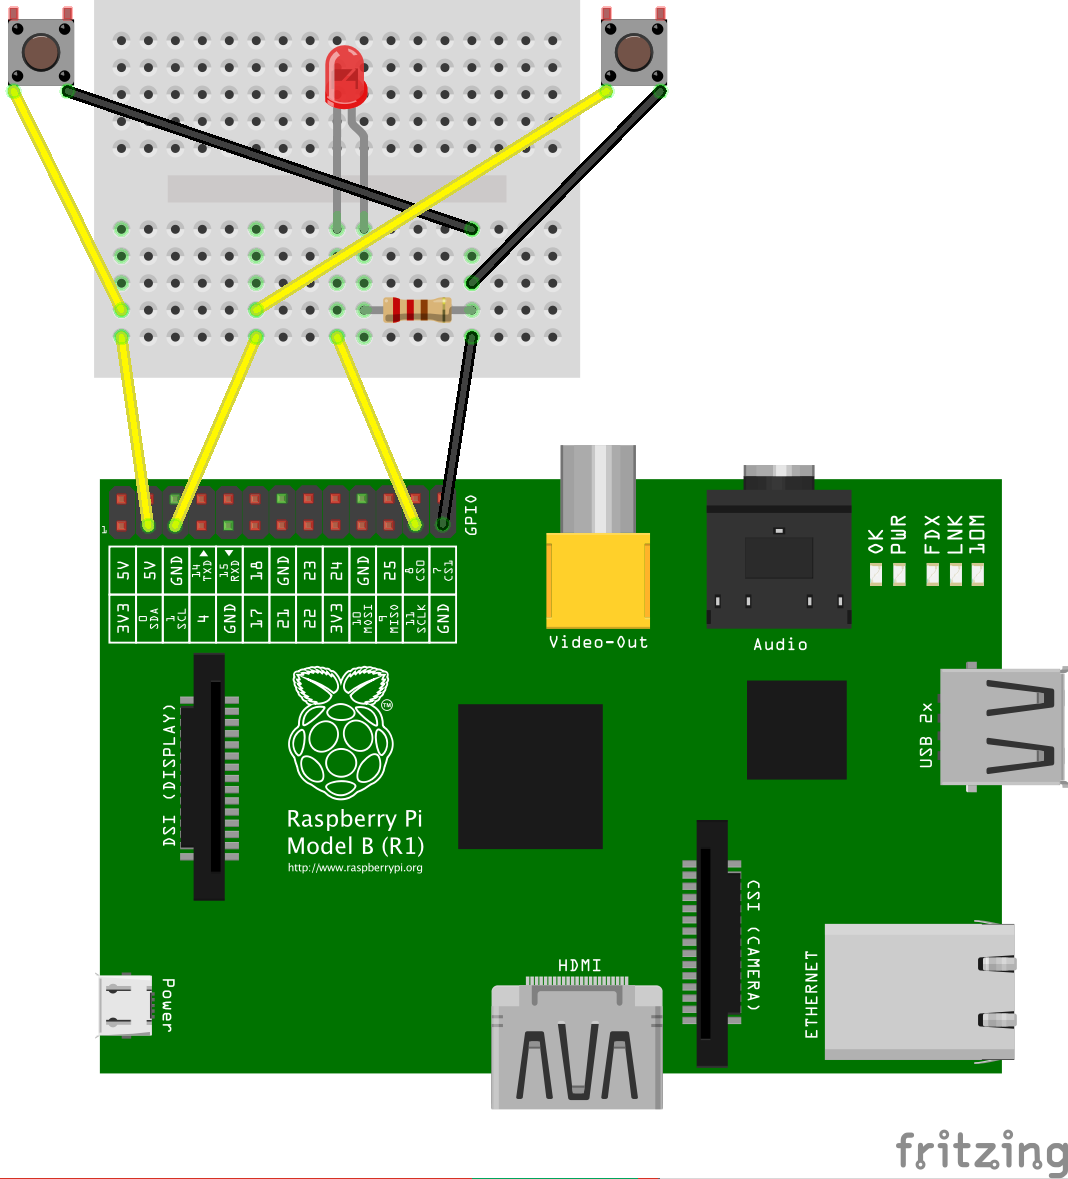 GPIO
1
5V 5V GND 14 TXD 15 RXD 18 GND 23 24 GND 25 8 CS0 7 CS1
3V3 0 SDA 1 SCL 4 GND 17 21 22 3V3 10 MOSI 9 MISO 11 SCLK GND
Video-Out
Audio
OK
PWR
FDX
LNK
10M
DSI (DISPLAY)
TM
Raspberry Pi
Model B (R1)
http://www.raspberrypi.org
USB 2x
CSI (CAMERA)
HDMI
ETHERNET
Power
fritzing